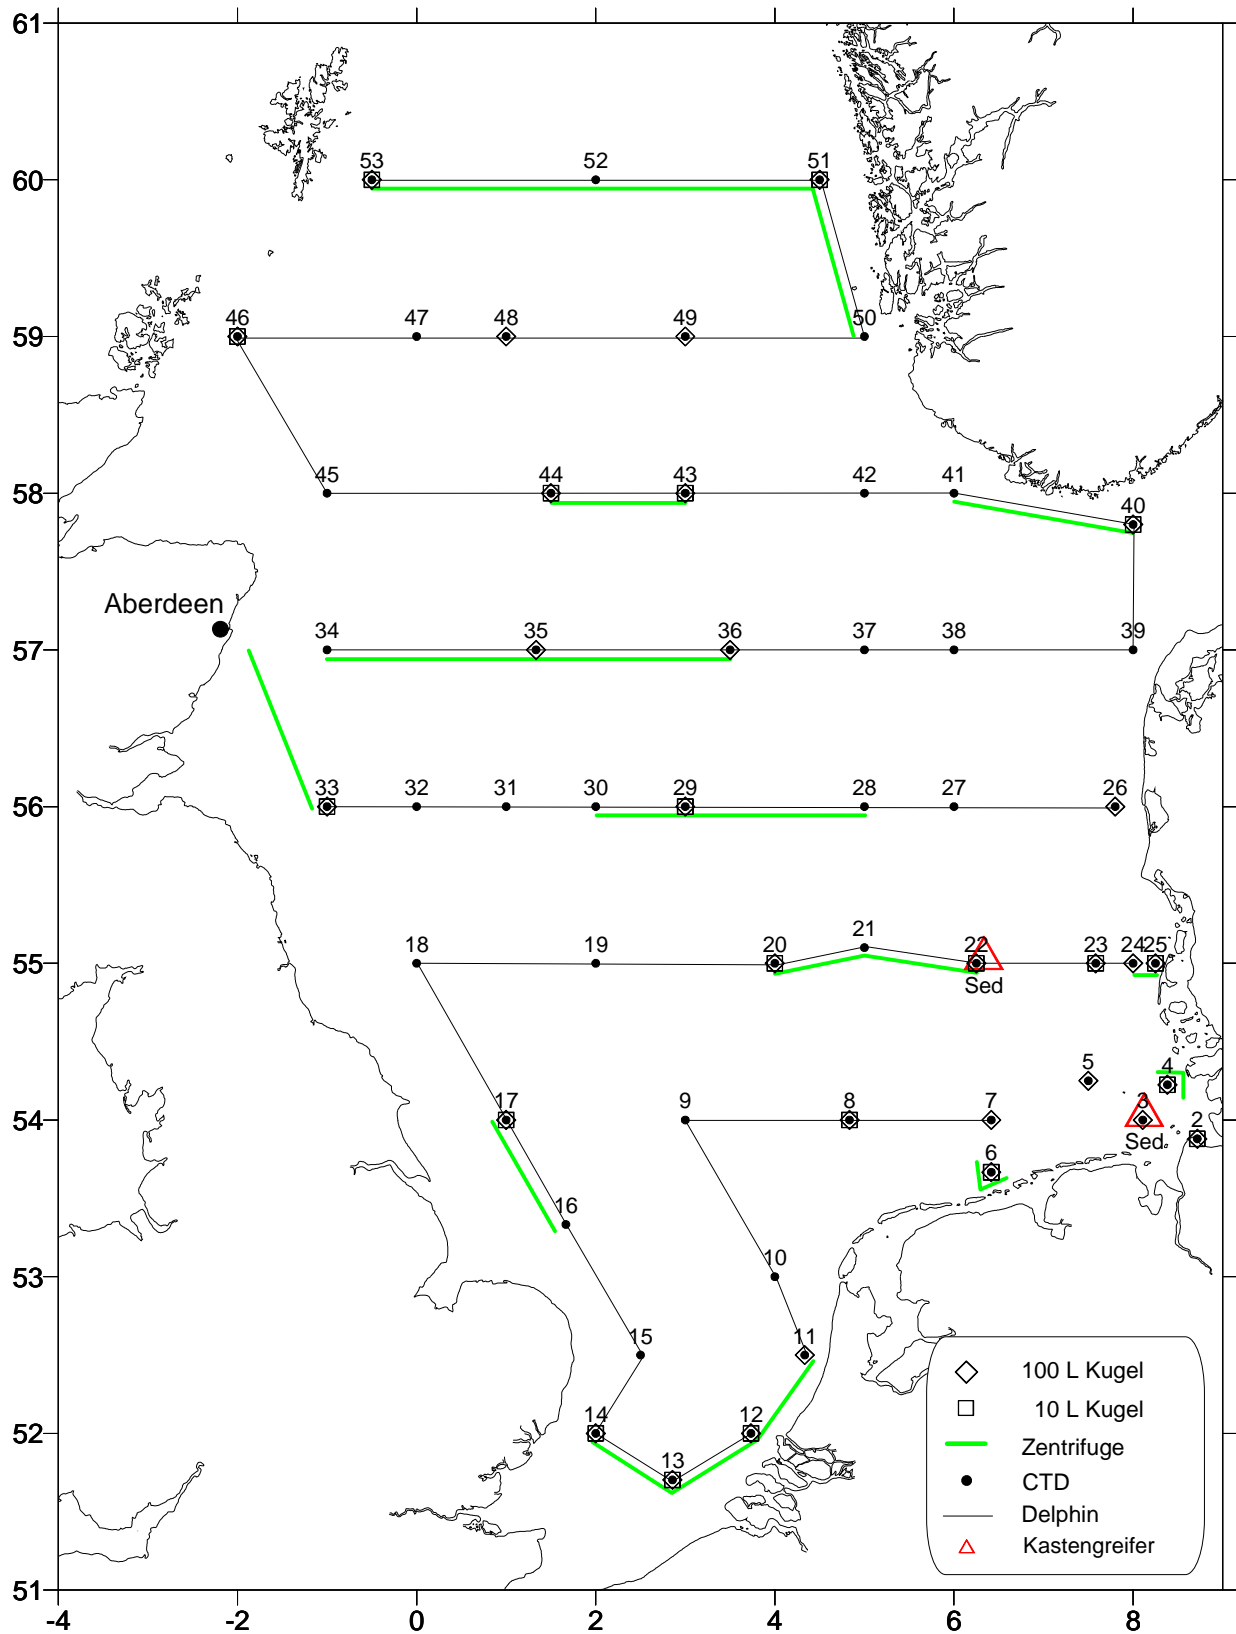 61
53 52 51
60
46 47 48 49 50
59
45 44 43 42 41
58
40
Aberdeen
34 35 36 37 38 39
57
33 32 31 30 29 28 27 26
56
18 19 20 21 22 23 24 25
55
Sed
5 4
17 9 8 7 3
54
2
Sed
6
16
10
53
15 11
14 12
52
13
100 L Kugel
10 L Kugel
Zentrifuge
CTD
Delphin
Kastengreifer
51
-4 -2 0 2 4 6 8